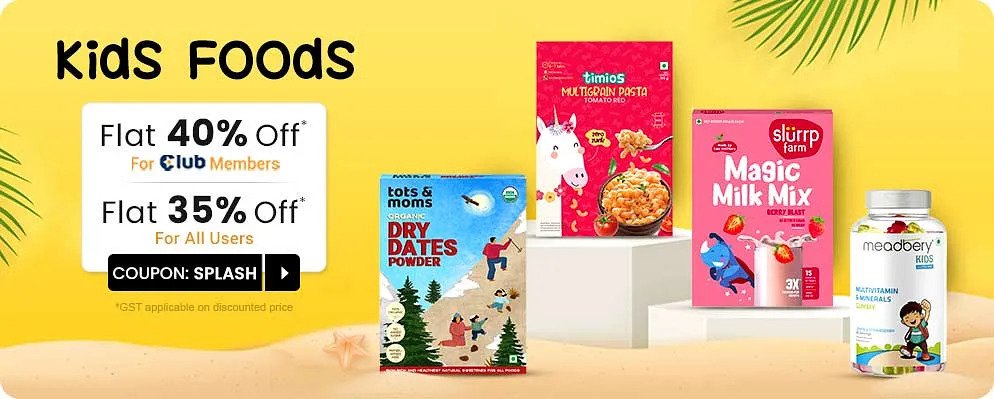 Kids Foods
Flat 40% Off*
For Club Members
Flat 35% Off*
For All Users
COUPON: SPLASH
*GST applicable on discounted price
tots & moms
ORGANIC
DRY
DATES
POWDER
timios
MULTIGRAIN PASTA
TOMATO RED
zero
slurrp
farm
Magic
Milk Mix
BERRY BLAST
3X
15
meadbery
KIDS
MULTIVITAMIN
& MINERALS
GUMMY